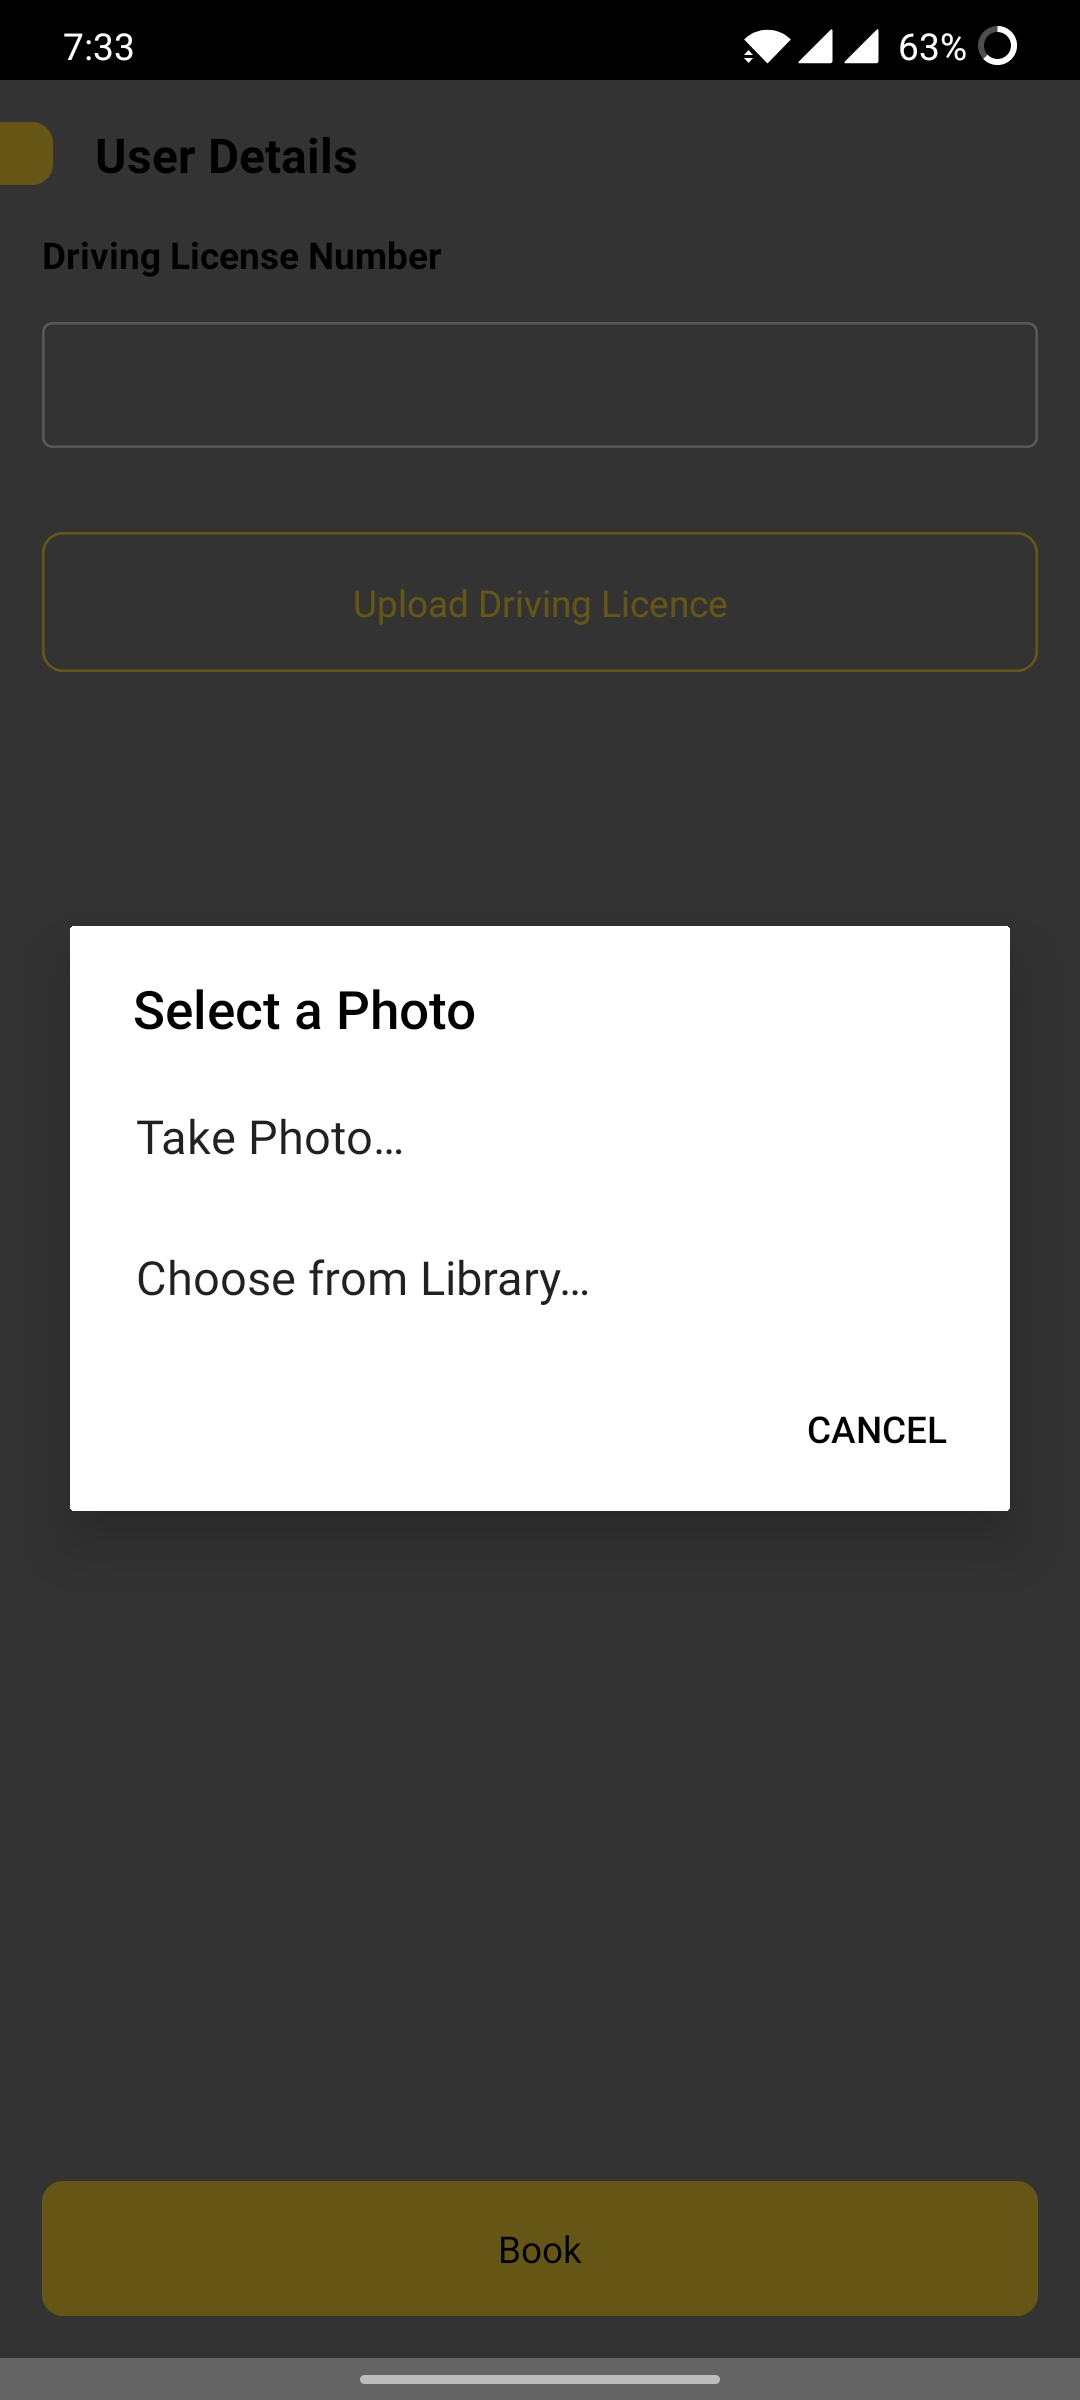 7:33
63%
User Details
Driving License Number
Upload Driving Licence
Select a Photo
Take Photo…
Choose from Library…
CANCEL
Book